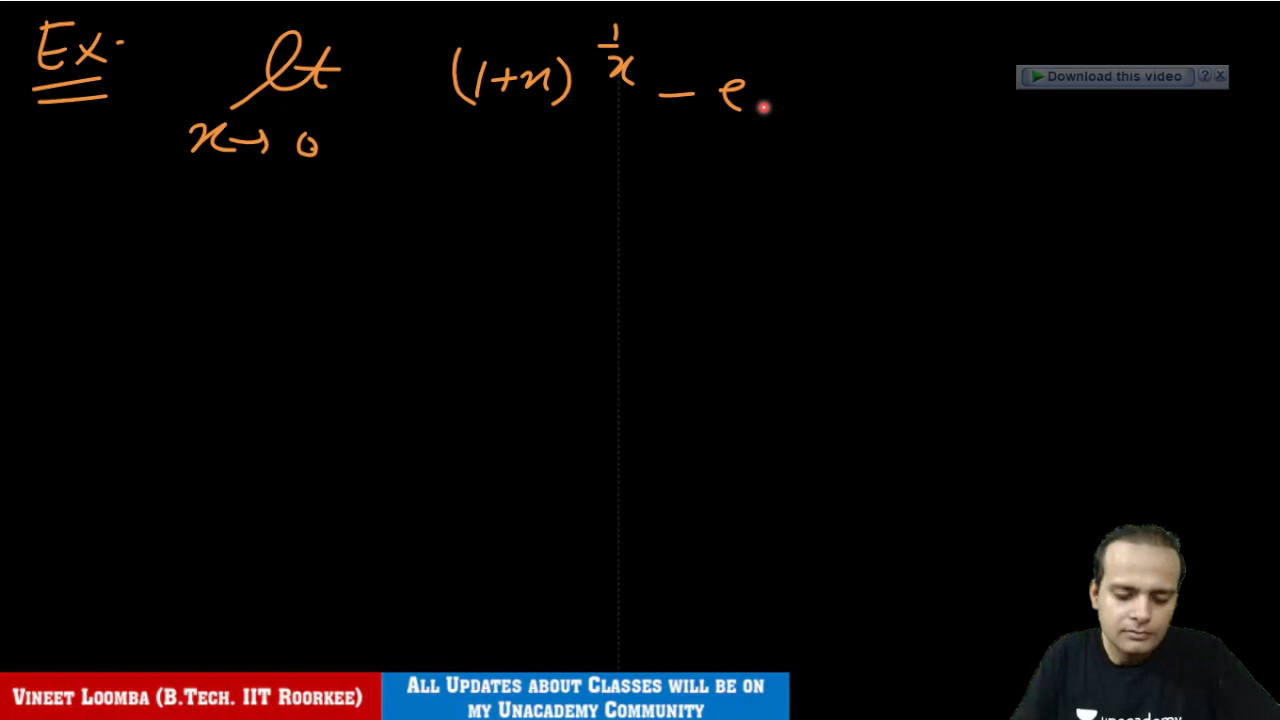 Ex. lt (1+x)^1/x - e
x→0
Download this video ? X
VINEET LOOMBA (B.TECH. IIT ROORKEE)
ALL UPDATES ABOUT CLASSES WILL BE ON
MY UNACADEMY COMMUNITY
unacademy